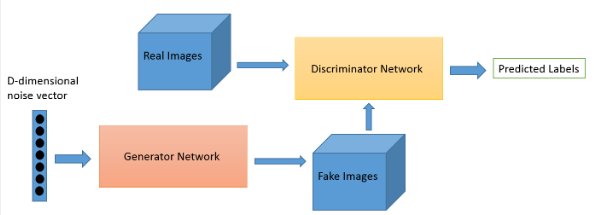 Real Images
Discriminator Network
Predicted Labels
D-dimensional
noise vector
Generator Network
Fake Images